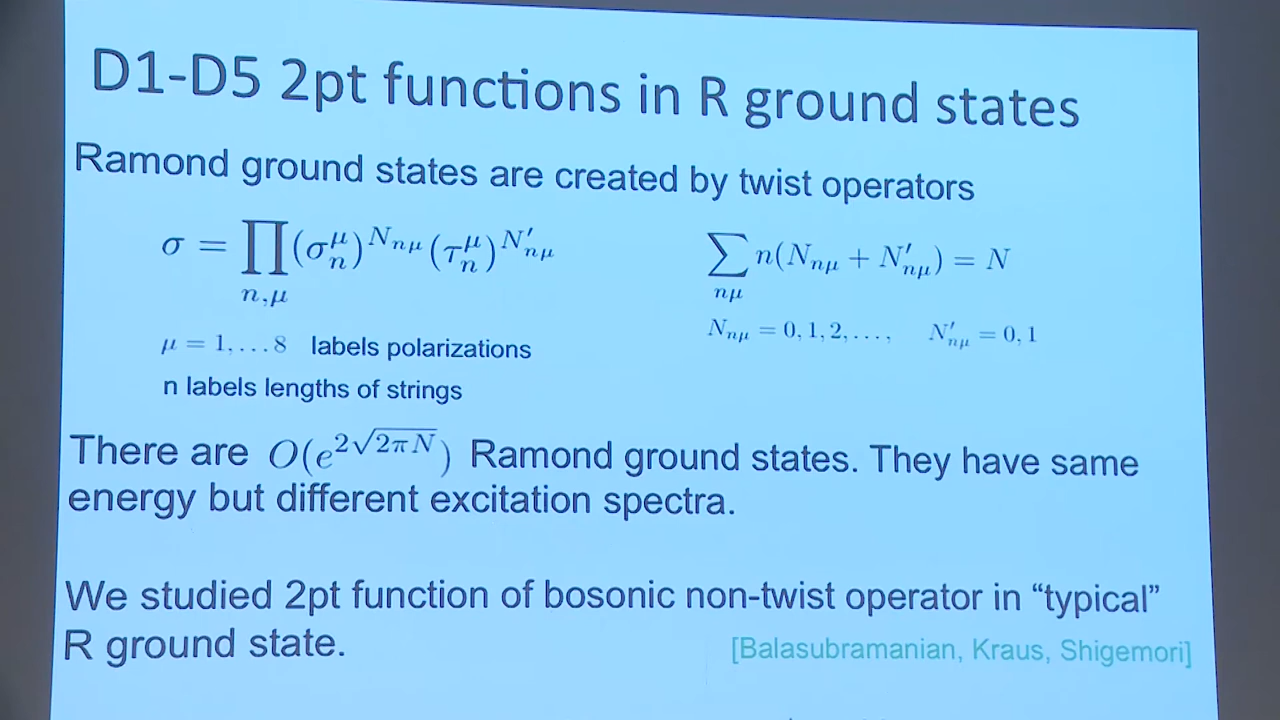 D1-D5 2pt functions in R ground states
Ramond ground states are created by twist operators
σ = ∏_{n,μ} (σ_n^μ)^{N_{nμ}} (τ_n^μ)^{N'_{nμ}}
∑_{nμ} n(N_{nμ} + N'_{nμ}) = N
N_{nμ} = 0, 1, 2, . . . , N'_{nμ} = 0, 1
μ = 1, . . . 8 labels polarizations
n labels lengths of strings
There are O(e^{2√(2πN)}) Ramond ground states. They have same
energy but different excitation spectra.
We studied 2pt function of bosonic non-twist operator in “typical”
R ground state.
[Balasubramanian, Kraus, Shigemori]